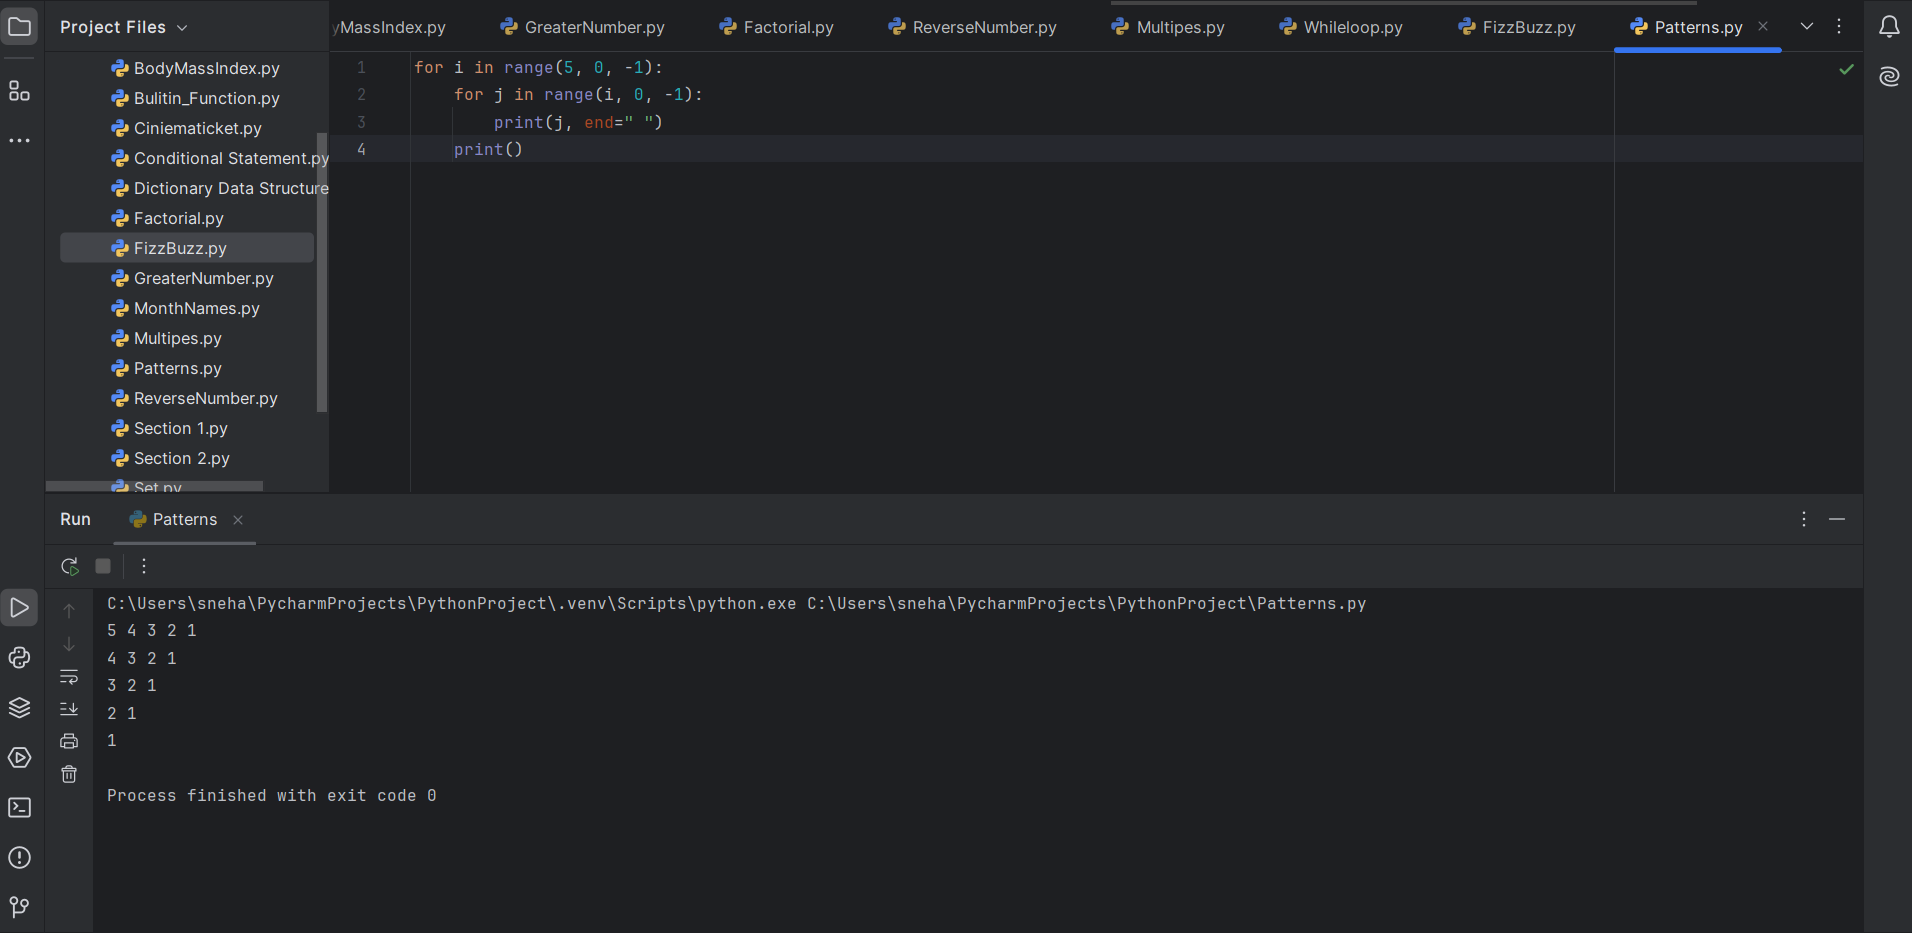 Project Files
yMassIndex.py
GreaterNumber.py
Factorial.py
ReverseNumber.py
Multipes.py
Whileloop.py
FizzBuzz.py
Patterns.py
BodyMassIndex.py
Bulitin_Function.py
Ciniematicket.py
Conditional Statement.py
Dictionary Data Structure
Factorial.py
FizzBuzz.py
GreaterNumber.py
MonthNames.py
Multipes.py
Patterns.py
ReverseNumber.py
Section 1.py
Section 2.py
Set.py
1 for i in range(5, 0, -1):
2     for j in range(i, 0, -1):
3         print(j, end=" ")
4     print()
Run
Patterns
C:\Users\sneha\PycharmProjects\PythonProject\.venv\Scripts\python.exe C:\Users\sneha\PycharmProjects\PythonProject\Patterns.py
5 4 3 2 1
4 3 2 1
3 2 1
2 1
1
Process finished with exit code 0